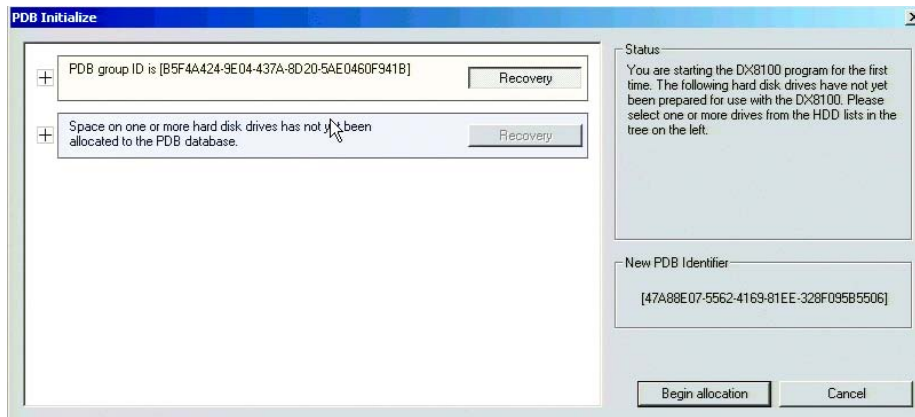 PDB Initialize
PDB group ID is [B5F4A424-9E04-437A-8D20-5AE0460F941B]
Recovery
Space on one or more hard disk drives has not yet been
allocated to the PDB database.
Recovery
Status
You are starting the DX8100 program for the first
time. The following hard disk drives have not yet
been prepared for use with the DX8100. Please
select one or more drives from the HDD lists in the
tree on the left.
New PDB Identifier
[47A88E07-5562-4169-81EE-328F095B5506]
Begin allocation
Cancel